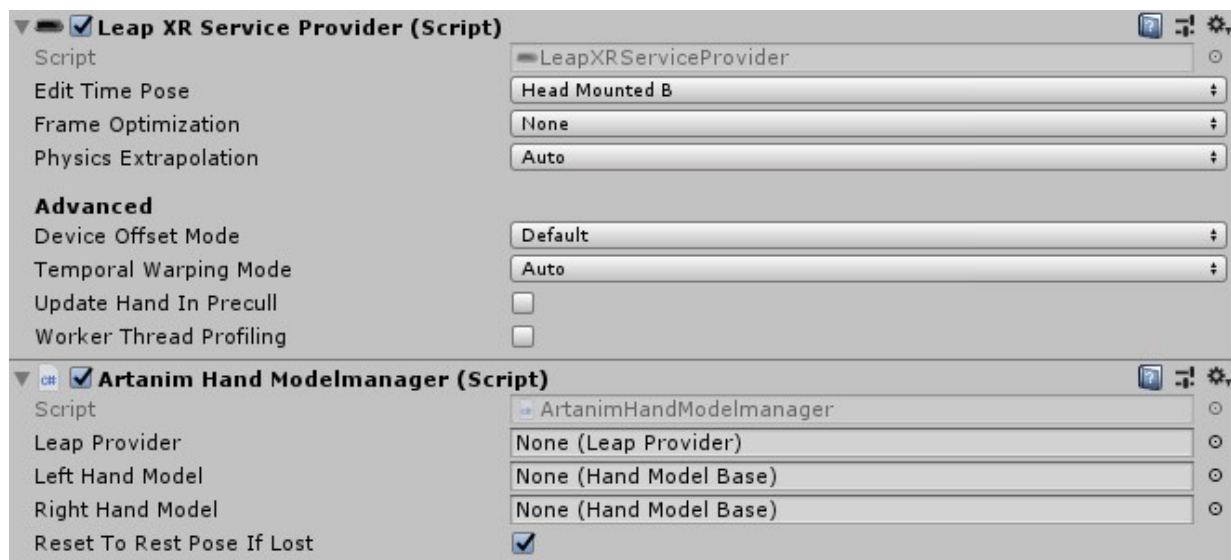 Leap XR Service Provider (Script)
Script LeapXRServiceProvider
Edit Time Pose Head Mounted B
Frame Optimization None
Physics Extrapolation Auto
Advanced
Device Offset Mode Default
Temporal Warping Mode Auto
Update Hand In Precull
Worker Thread Profiling
c# Artanim Hand Modelmanager (Script)
Script ArtanimHandModelmanager
Leap Provider None (Leap Provider)
Left Hand Model None (Hand Model Base)
Right Hand Model None (Hand Model Base)
Reset To Rest Pose If Lost